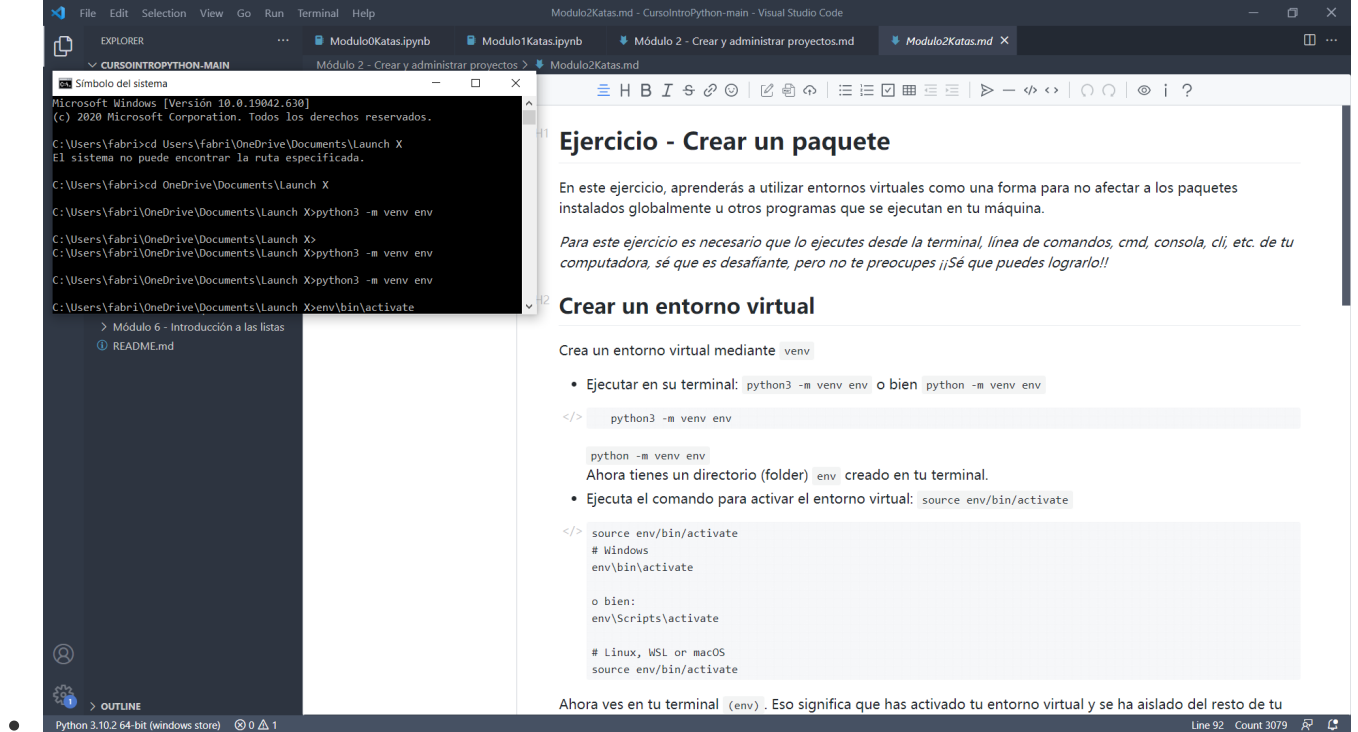 File Edit Selection View Go Run Terminal Help
Modulo2Katas.md - CursoIntroPython-main - Visual Studio Code
EXPLORER
Modulo0Katas.ipynb
Modulo1Katas.ipynb
Módulo 2 - Crear y administrar proyectos.md
Modulo2Katas.md
CURSOINTROPYTHON-MAIN
Módulo 2 - Crear y administrar proyectos > Modulo2Katas.md
Símbolo del sistema
Microsoft Windows [Versión 10.0.19042.630]
(c) 2020 Microsoft Corporation. Todos los derechos reservados.
C:\Users\fabri>cd Users\fabri\OneDrive\Documents\Launch X
El sistema no puede encontrar la ruta especificada.
C:\Users\fabri>cd OneDrive\Documents\Launch X
C:\Users\fabri\OneDrive\Documents\Launch X>python3 -m venv env
C:\Users\fabri\OneDrive\Documents\Launch X>
C:\Users\fabri\OneDrive\Documents\Launch X>python3 -m venv env
C:\Users\fabri\OneDrive\Documents\Launch X>python3 -m venv env
C:\Users\fabri\OneDrive\Documents\Launch X>env\bin\activate
> Módulo 6 - Introducción a las listas
README.md
> OUTLINE
H1
Ejercicio - Crear un paquete
En este ejercicio, aprenderás a utilizar entornos virtuales como una forma para no afectar a los paquetes
instalados globalmente u otros programas que se ejecutan en tu máquina.
Para este ejercicio es necesario que lo ejecutes desde la terminal, línea de comandos, cmd, consola, cli, etc. de tu
computadora, sé que es desafíante, pero no te preocupes ¡¡Sé que puedes lograrlo!!
H2
Crear un entorno virtual
Crea un entorno virtual mediante venv
• Ejecutar en su terminal: python3 -m venv env o bien python -m venv env
</> python3 -m venv env
python -m venv env
Ahora tienes un directorio (folder) env creado en tu terminal.
• Ejecuta el comando para activar el entorno virtual: source env/bin/activate
</> source env/bin/activate
# Windows
env\bin\activate
o bien:
env\Scripts\activate
# Linux, WSL or macOS
source env/bin/activate
Ahora ves en tu terminal (env) . Eso significa que has activado tu entorno virtual y se ha aislado del resto de tu
1
Python 3.10.2 64-bit (windows store) 0 1
Line 92 Count 3079